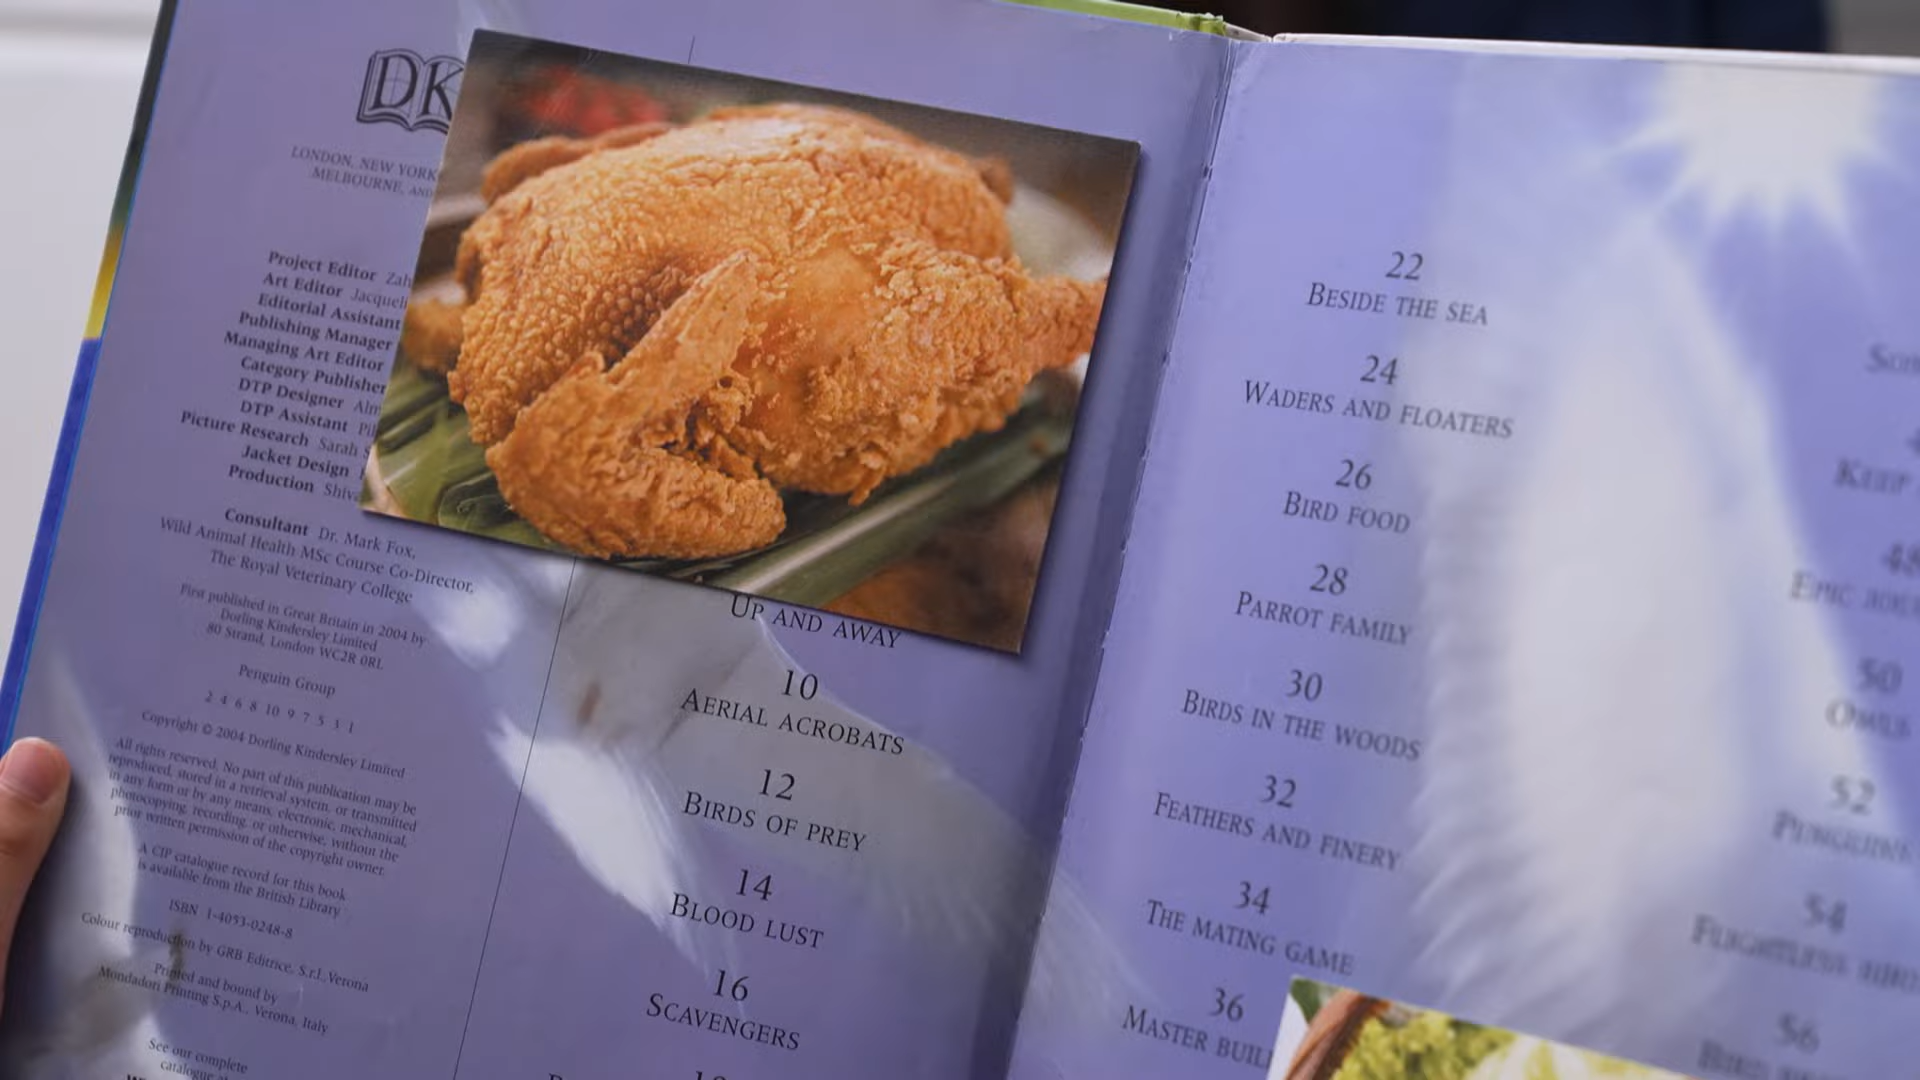 DK
LONDON, NEW YORK
MELBOURNE, AND
Project Editor
Art Editor
Editorial Assistant
Publishing Manager
Managing Art Editor
Category Publisher
DTP Designer
DTP Assistant
Picture Research Sarah
Jacket Design
Production
Consultant Dr. Mark Fox,
Wild Animal Health MSc Course Co-Director,
The Royal Veterinary College
First published in Great Britain in 2004 by
Dorling Kindersley Limited
80 Strand, London WC2R 0RL
Penguin Group
2 4 6 8 10 9 7 5 3 1
Copyright © 2004 Dorling Kindersley Limited
All rights reserved. No part of this publication may be
reproduced, stored in a retrieval system, or transmitted
in any form or by any means, electronic, mechanical,
photocopying, recording, or otherwise, without the
prior written permission of the copyright owner.
A CIP catalogue record for this book
is available from the British Library
ISBN 1-4053-0248-8
Colour reproduction by GRB Editrice, S.r.l., Verona
Printed and bound by
Mondadori Printing S.p.A., Verona, Italy
See our complete
catalogue
UP AND AWAY
10
AERIAL ACROBATS
12
BIRDS OF PREY
14
BLOOD LUST
16
SCAVENGERS
22
BESIDE THE SEA
24
WADERS AND FLOATERS
26
BIRD FOOD
28
PARROT FAMILY
30
BIRDS IN THE WOODS
32
FEATHERS AND FINERY
34
THE MATING GAME
36
MASTER
KEEP
48
EPIC
50
OWLS
52
PENGUINS
54
FLIGHTLESS
56
BIRD